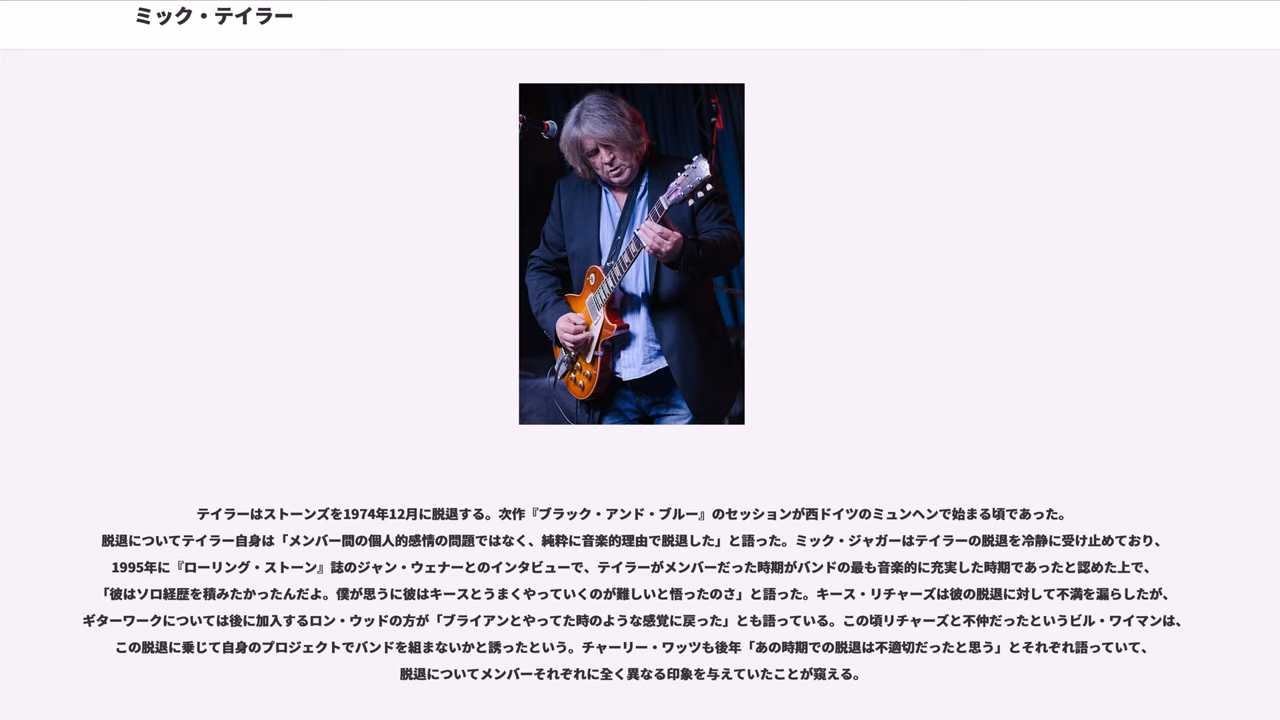 ミック・テイラー
テイラーはストーンズを1974年12月に脱退する。次作『ブラック・アンド・ブルー』のセッションが西ドイツのミュンヘンで始まる頃であった。
脱退についてテイラー自身は「メンバー間の個人的感情の問題ではなく、純粋に音楽的理由で脱退した」と語った。ミック・ジャガーはテイラーの脱退を冷静に受け止めており、
1995年に『ローリング・ストーン』誌のジャン・ウェナーとのインタビューで、テイラーがメンバーだった時期がバンドの最も音楽的に充実した時期であったと認めた上で、
「彼はソロ経歴を積みたかったんだよ。僕が思うに彼はキースとうまくやっていくのが難しいと悟ったのさ」と語った。キース・リチャーズは彼の脱退に対して不満を漏らしたが、
ギターワークについては後に加入するロン・ウッドの方が「ブライアンとやってた時のような感覚に戻った」とも語っている。この頃リチャーズと不仲だったというビル・ワイマンは、
この脱退に乗じて自身のプロジェクトでバンドを組まないかと誘ったという。チャーリー・ワッツも後年「あの時期での脱退は不適切だったと思う」とそれぞれ語っていて、
脱退についてメンバーそれぞれに全く異なる印象を与えていたことが窺える。